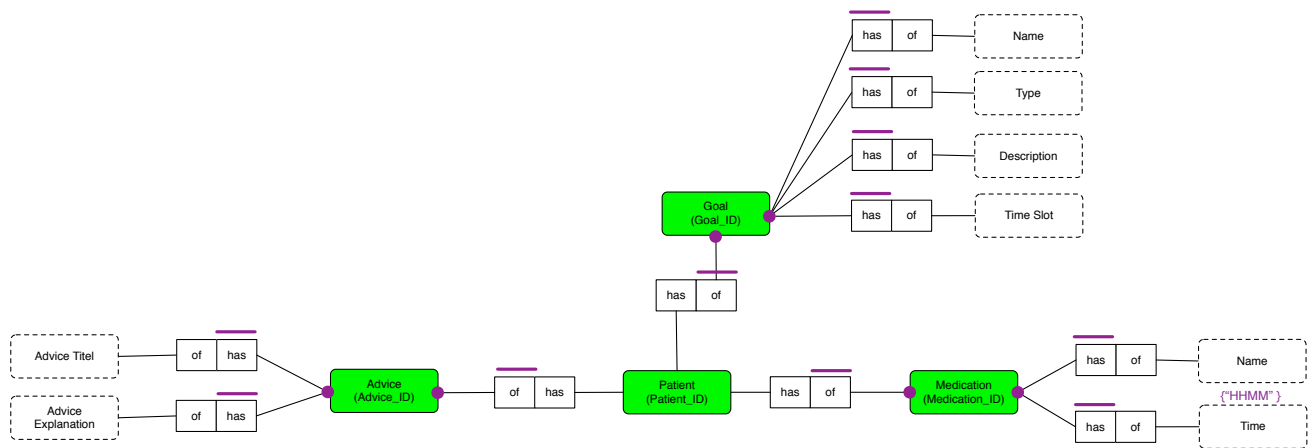 has of
Name
has of
Type
has of
Description
Goal
(Goal_ID)
has of
Time Slot
has of
Advice Titel
of has
has of
Name
Advice
(Advice_ID)
of has
Patient
(Patient_ID)
has of
Medication
(Medication_ID)
{“HHMM” }
Advice
Explanation
of has
has of
Time